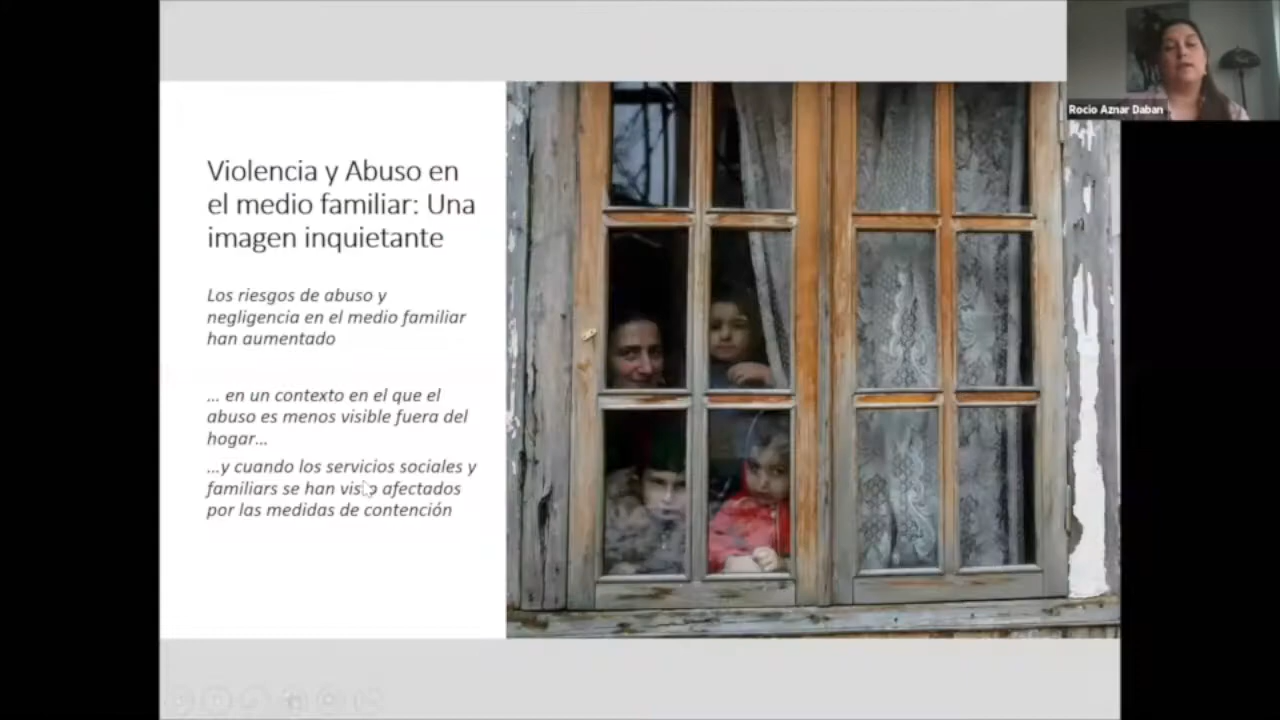 Rocio Aznar Daban
Violencia y Abuso en
el medio familiar: Una
imagen inquietante
Los riesgos de abuso y
negligencia en el medio familiar
han aumentado
... en un contexto en el que el
abuso es menos visible fuera del
hogar...
...y cuando los servicios sociales y
familiars se han visto afectados
por las medidas de contención